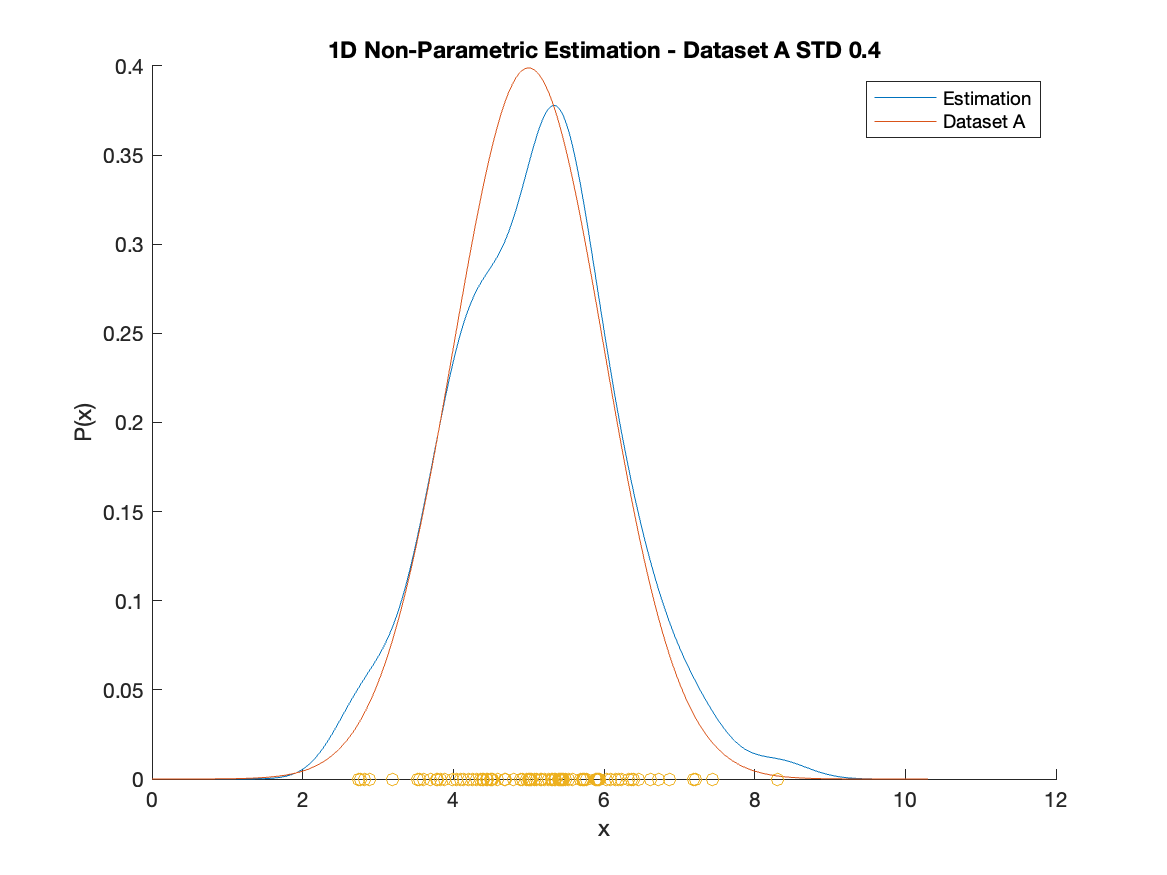 1D Non-Parametric Estimation - Dataset A STD 0.4
Estimation
Dataset A
0.4
0.35
0.3
0.25
0.2
0.15
0.1
0.05
0
P(x)
0 2 4 6 8 10 12
x